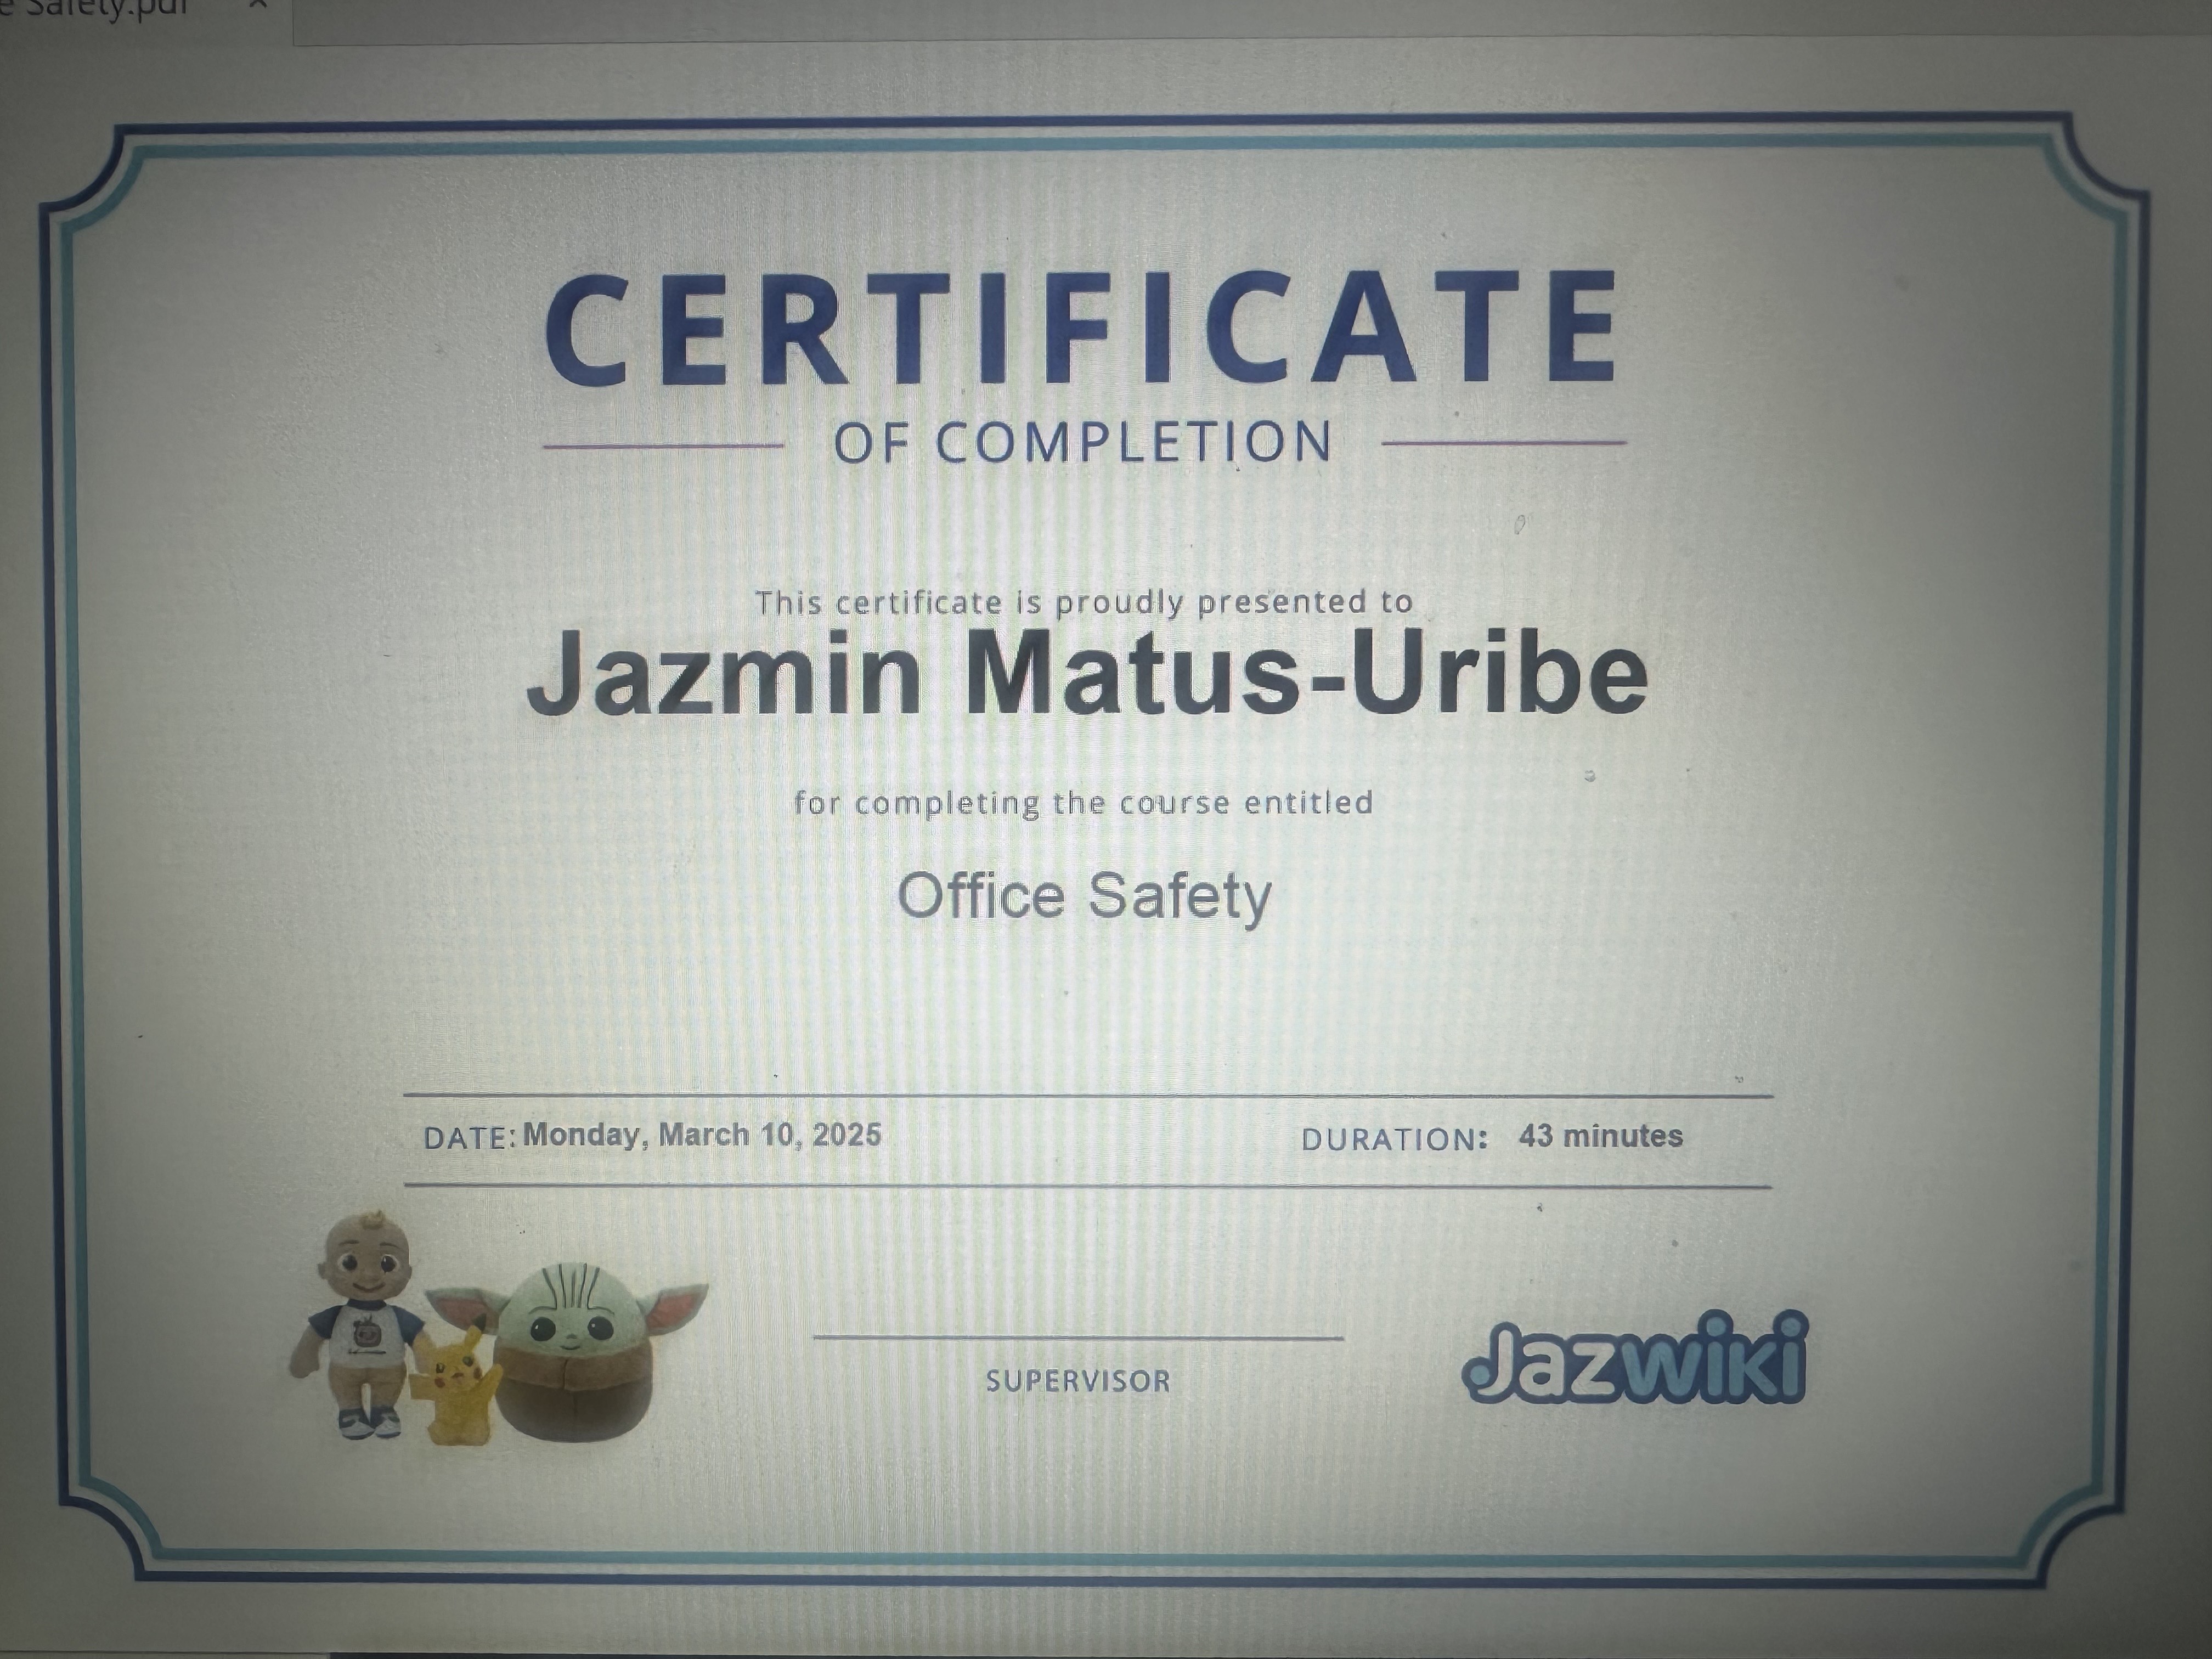 Safety.pdf
CERTIFICATE
OF COMPLETION
This certificate is proudly presented to
Jazmin Matus-Uribe
for completing the course entitled
Office Safety
DATE: Monday, March 10, 2025 DURATION: 43 minutes
SUPERVISOR
Jazwiki